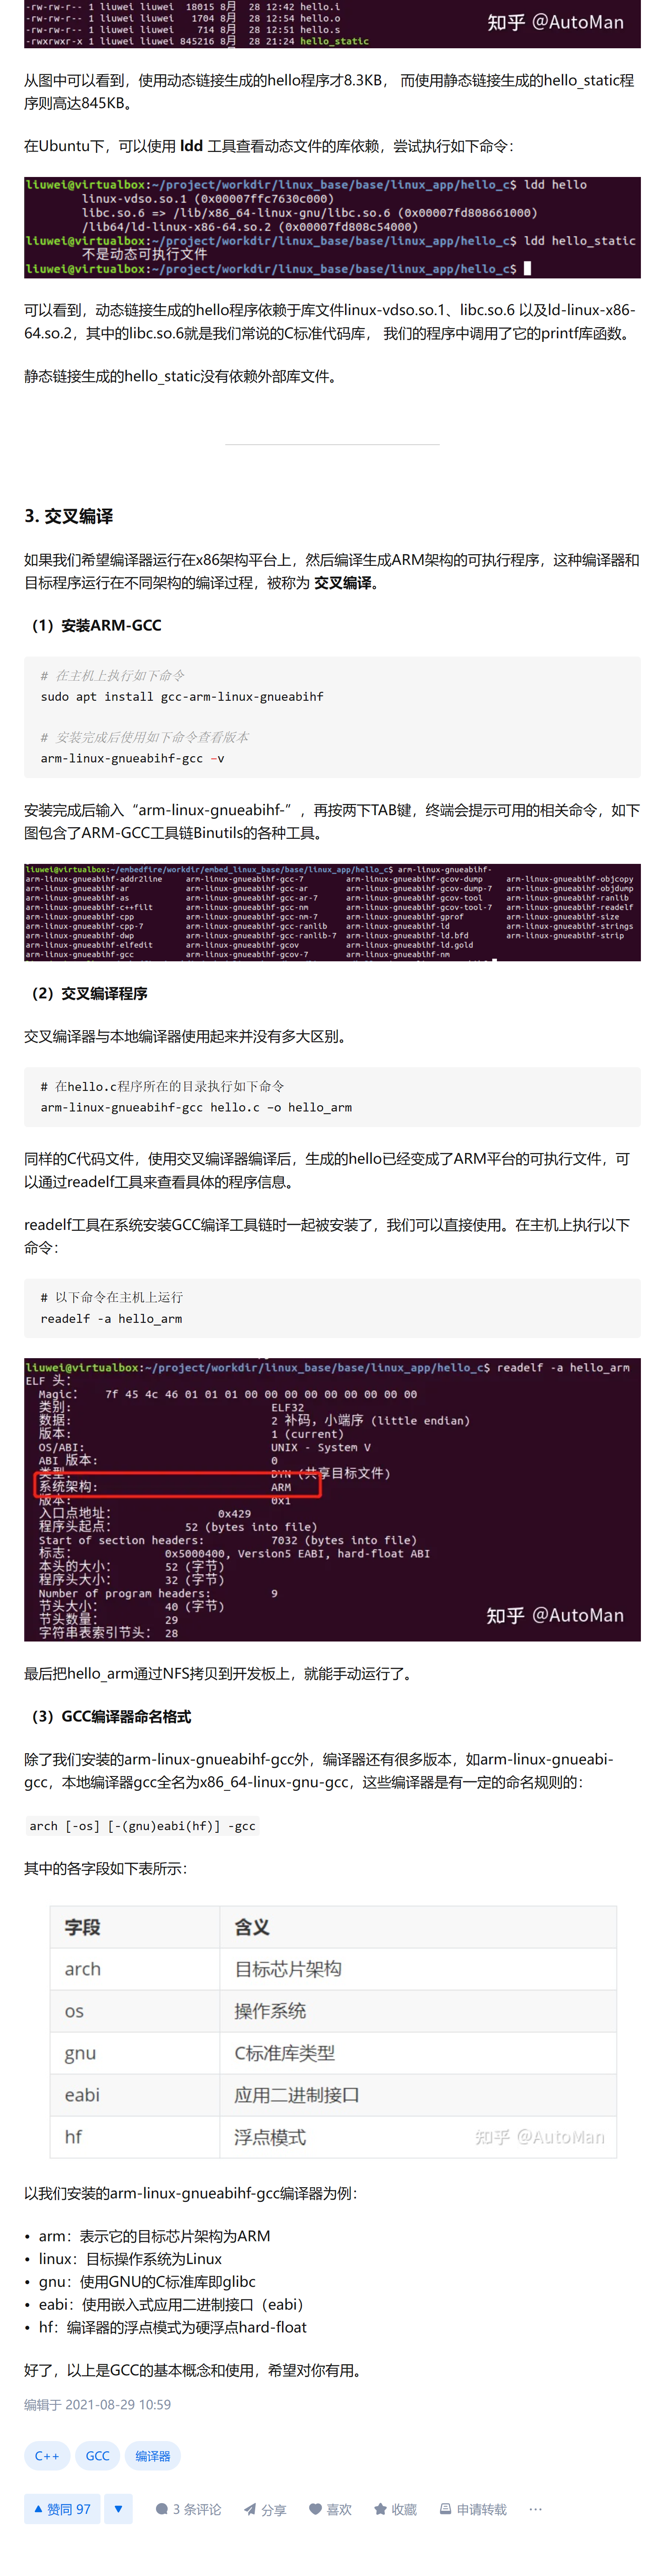 -rw-rw-r-- 1 liuwei liuwei  18015 8月  28 12:42 hello.i
-rw-rw-r-- 1 liuwei liuwei   1704 8月  28 12:54 hello.o
-rw-rw-r-- 1 liuwei liuwei    714 8月  28 12:51 hello.s
-rwxrwxr-x 1 liuwei liuwei 845216 8月  28 21:24 hello_static
知乎 @AutoMan
从图中可以看到，使用动态链接生成的hello程序才8.3KB， 而使用静态链接生成的hello_static程
序则高达845KB。
在Ubuntu下，可以使用 ldd 工具查看动态文件的库依赖，尝试执行如下命令：
liuwei@virtualbox:~/project/workdir/linux_base/base/linux_app/hello_c$ ldd hello
linux-vdso.so.1 (0x00007ffc7630c000)
libc.so.6 => /lib/x86_64-linux-gnu/libc.so.6 (0x00007fd808661000)
/lib64/ld-linux-x86-64.so.2 (0x00007fd808c54000)
liuwei@virtualbox:~/project/workdir/linux_base/base/linux_app/hello_c$ ldd hello_static
不是动态可执行文件
liuwei@virtualbox:~/project/workdir/linux_base/base/linux_app/hello_c$
可以看到，动态链接生成的hello程序依赖于库文件linux-vdso.so.1、libc.so.6 以及ld-linux-x86-
64.so.2，其中的libc.so.6就是我们常说的C标准代码库， 我们的程序中调用了它的printf库函数。
静态链接生成的hello_static没有依赖外部库文件。
3. 交叉编译
如果我们希望编译器运行在x86架构平台上，然后编译生成ARM架构的可执行程序，这种编译器和
目标程序运行在不同架构的编译过程，被称为 交叉编译。
（1）安装ARM-GCC
# 在主机上执行如下命令
sudo apt install gcc-arm-linux-gnueabihf
# 安装完成后使用如下命令查看版本
arm-linux-gnueabihf-gcc –v
安装完成后输入“arm-linux-gnueabihf-”，再按两下TAB键，终端会提示可用的相关命令，如下
图包含了ARM-GCC工具链Binutils的各种工具。
liuwei@virtualbox:~/embedfire/workdir/embed_linux_base/base/linux_app/hello_c$ arm-linux-gnueabihf-
arm-linux-gnueabihf-addr2line arm-linux-gnueabihf-gcc-7 arm-linux-gnueabihf-gcov-dump arm-linux-gnueabihf-objcopy
arm-linux-gnueabihf-ar arm-linux-gnueabihf-gcc-ar arm-linux-gnueabihf-gcov-dump-7 arm-linux-gnueabihf-objdump
arm-linux-gnueabihf-as arm-linux-gnueabihf-gcc-ar-7 arm-linux-gnueabihf-gcov-tool arm-linux-gnueabihf-ranlib
arm-linux-gnueabihf-c++filt arm-linux-gnueabihf-gcc-nm arm-linux-gnueabihf-gcov-tool-7 arm-linux-gnueabihf-readelf
arm-linux-gnueabihf-cpp arm-linux-gnueabihf-gcc-nm-7 arm-linux-gnueabihf-gprof arm-linux-gnueabihf-size
arm-linux-gnueabihf-cpp-7 arm-linux-gnueabihf-gcc-ranlib arm-linux-gnueabihf-ld arm-linux-gnueabihf-strings
arm-linux-gnueabihf-dwp arm-linux-gnueabihf-gcc-ranlib-7 arm-linux-gnueabihf-ld.bfd arm-linux-gnueabihf-strip
arm-linux-gnueabihf-elfedit arm-linux-gnueabihf-gcov arm-linux-gnueabihf-ld.gold
arm-linux-gnueabihf-gcc arm-linux-gnueabihf-gcov-7 arm-linux-gnueabihf-nm
（2）交叉编译程序
交叉编译器与本地编译器使用起来并没有多大区别。
# 在hello.c程序所在的目录执行如下命令
arm-linux-gnueabihf-gcc hello.c –o hello_arm
同样的C代码文件，使用交叉编译器编译后，生成的hello已经变成了ARM平台的可执行文件，可
以通过readelf工具来查看具体的程序信息。
readelf工具在系统安装GCC编译工具链时一起被安装了，我们可以直接使用。在主机上执行以下
命令：
# 以下命令在主机上运行
readelf -a hello_arm
liuwei@virtualbox:~/project/workdir/linux_base/base/linux_app/hello_c$ readelf -a hello_arm
ELF 头：
Magic： 7f 45 4c 46 01 01 01 00 00 00 00 00 00 00 00 00
类别: ELF32
数据: 2 补码，小端序 (little endian)
版本: 1 (current)
OS/ABI: UNIX - System V
ABI 版本: 0
类型: DYN (共享目标文件)
系统架构: ARM
版本: 0x1
入口点地址： 0x429
程序头起点： 52 (bytes into file)
Start of section headers: 7032 (bytes into file)
标志： 0x5000400, Version5 EABI, hard-float ABI
本头的大小： 52 (字节)
程序头大小： 32 (字节)
Number of program headers: 9
节头大小： 40 (字节)
节头数量： 29
字符串表索引节头： 28
知乎 @AutoMan
最后把hello_arm通过NFS拷贝到开发板上，就能手动运行了。
（3）GCC编译器命名格式
除了我们安装的arm-linux-gnueabihf-gcc外，编译器还有很多版本，如arm-linux-gnueabi-
gcc，本地编译器gcc全名为x86_64-linux-gnu-gcc，这些编译器是有一定的命名规则的：
arch [-os] [-(gnu)eabi(hf)] -gcc
其中的各字段如下表所示：
字段 含义
arch 目标芯片架构
os 操作系统
gnu C标准库类型
eabi 应用二进制接口
hf 浮点模式
知乎 @AutoMan
以我们安装的arm-linux-gnueabihf-gcc编译器为例：
• arm：表示它的目标芯片架构为ARM
• linux：目标操作系统为Linux
• gnu：使用GNU的C标准库即glibc
• eabi：使用嵌入式应用二进制接口（eabi）
• hf：编译器的浮点模式为硬浮点hard-float
好了，以上是GCC的基本概念和使用，希望对你有用。
编辑于 2021-08-29 10:59
C++ GCC 编译器
赞同 97 3 条评论 分享 喜欢 收藏 申请转载 ···